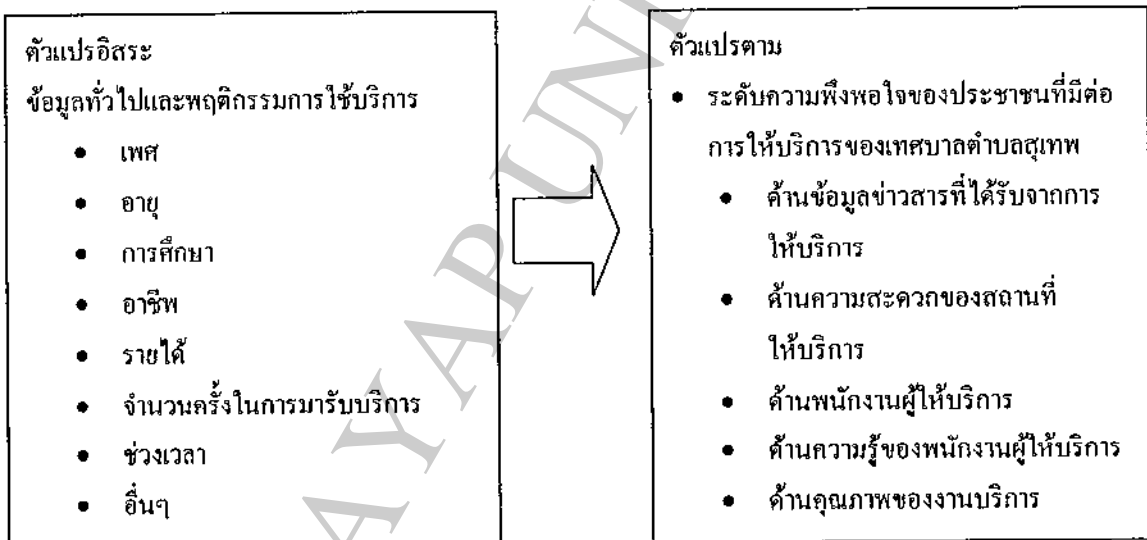 ตัวแปรอิสระ
ข้อมูลทั่วไปและพฤติกรรมการใช้บริการ
• เพศ
• อายุ
• การศึกษา
• อาชีพ
• รายได้
• จำนวนครั้งในการมารับบริการ
• ช่วงเวลา
• อื่นๆ
ตัวแปรตาม
• ระดับความพึงพอใจของประชาชนที่มีต่อ
การให้บริการของเทศบาลตำบลสุเทพ
• ด้านข้อมูลข่าวสารที่ได้รับจากการ
ให้บริการ
• ด้านความสะดวกของสถานที่
ให้บริการ
• ด้านพนักงานผู้ให้บริการ
• ด้านความรู้ของพนักงานผู้ให้บริการ
• ด้านคุณภาพของงานบริการ
AYAP UNI